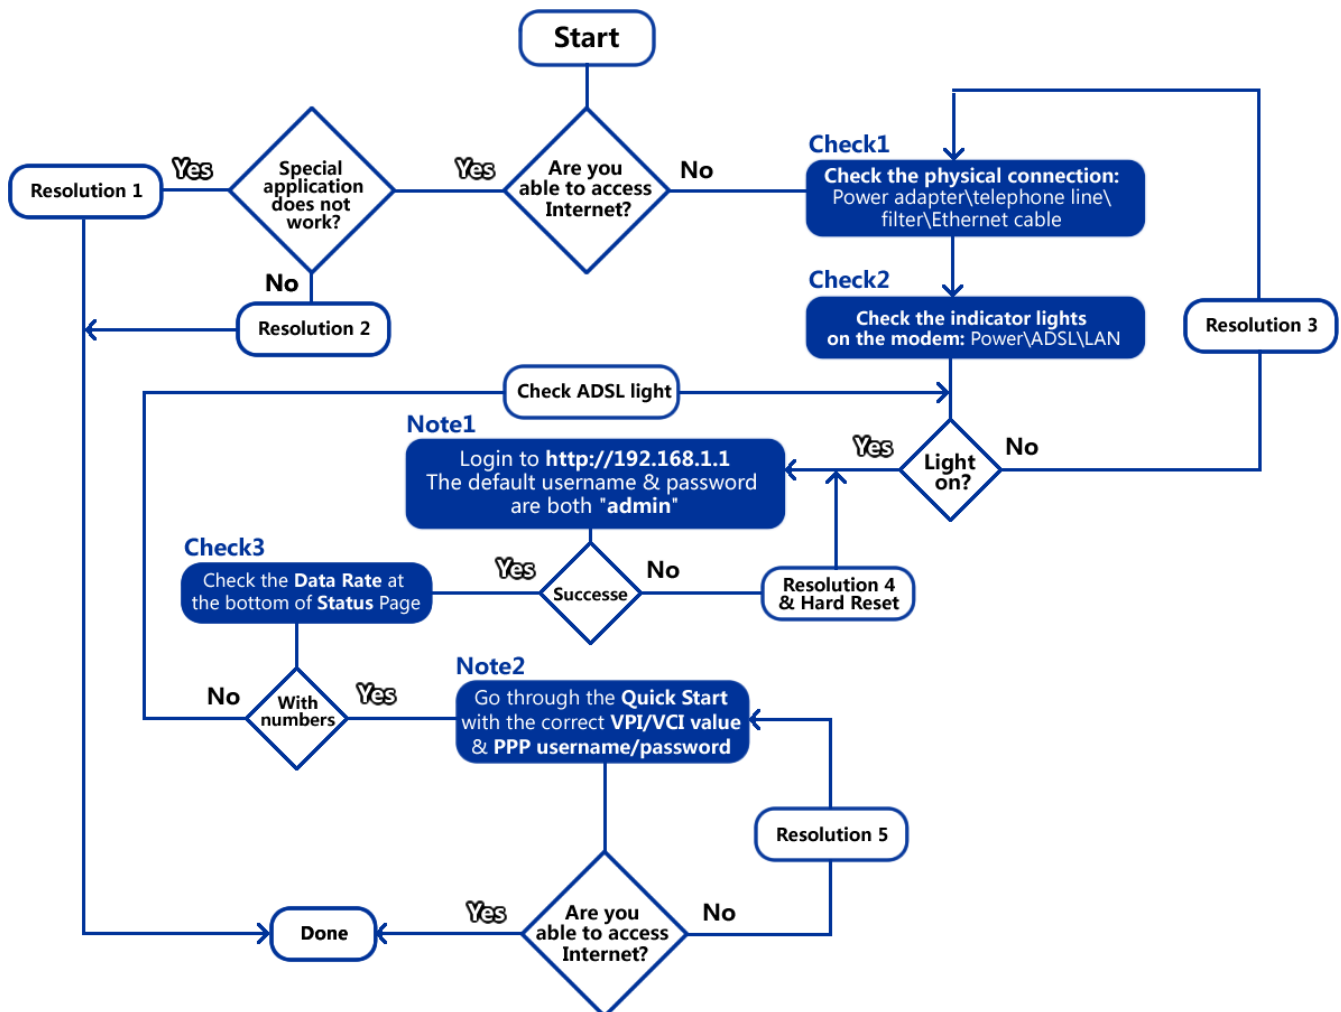 Start
Special
application
does not
work?
Yes
Resolution 1
Yes
Are you
able to access
Internet?
No
Check1
Check the physical connection:
Power adapter\telephone line\
filter\Ethernet cable
No
Resolution 2
Check2
Check the indicator lights
on the modem: Power\ADSL\LAN
Resolution 3
Check ADSL light
Note1
Login to http://192.168.1.1
The default username & password
are both "admin"
Yes
Light
on?
No
Check3
Check the Data Rate at
the bottom of Status Page
Yes
Successe
No
Resolution 4
& Hard Reset
No
With
numbers
Yes
Note2
Go through the Quick Start
with the correct VPI/VCI value
& PPP username/password
Resolution 5
Done
Yes
Are you
able to access
Internet?
No